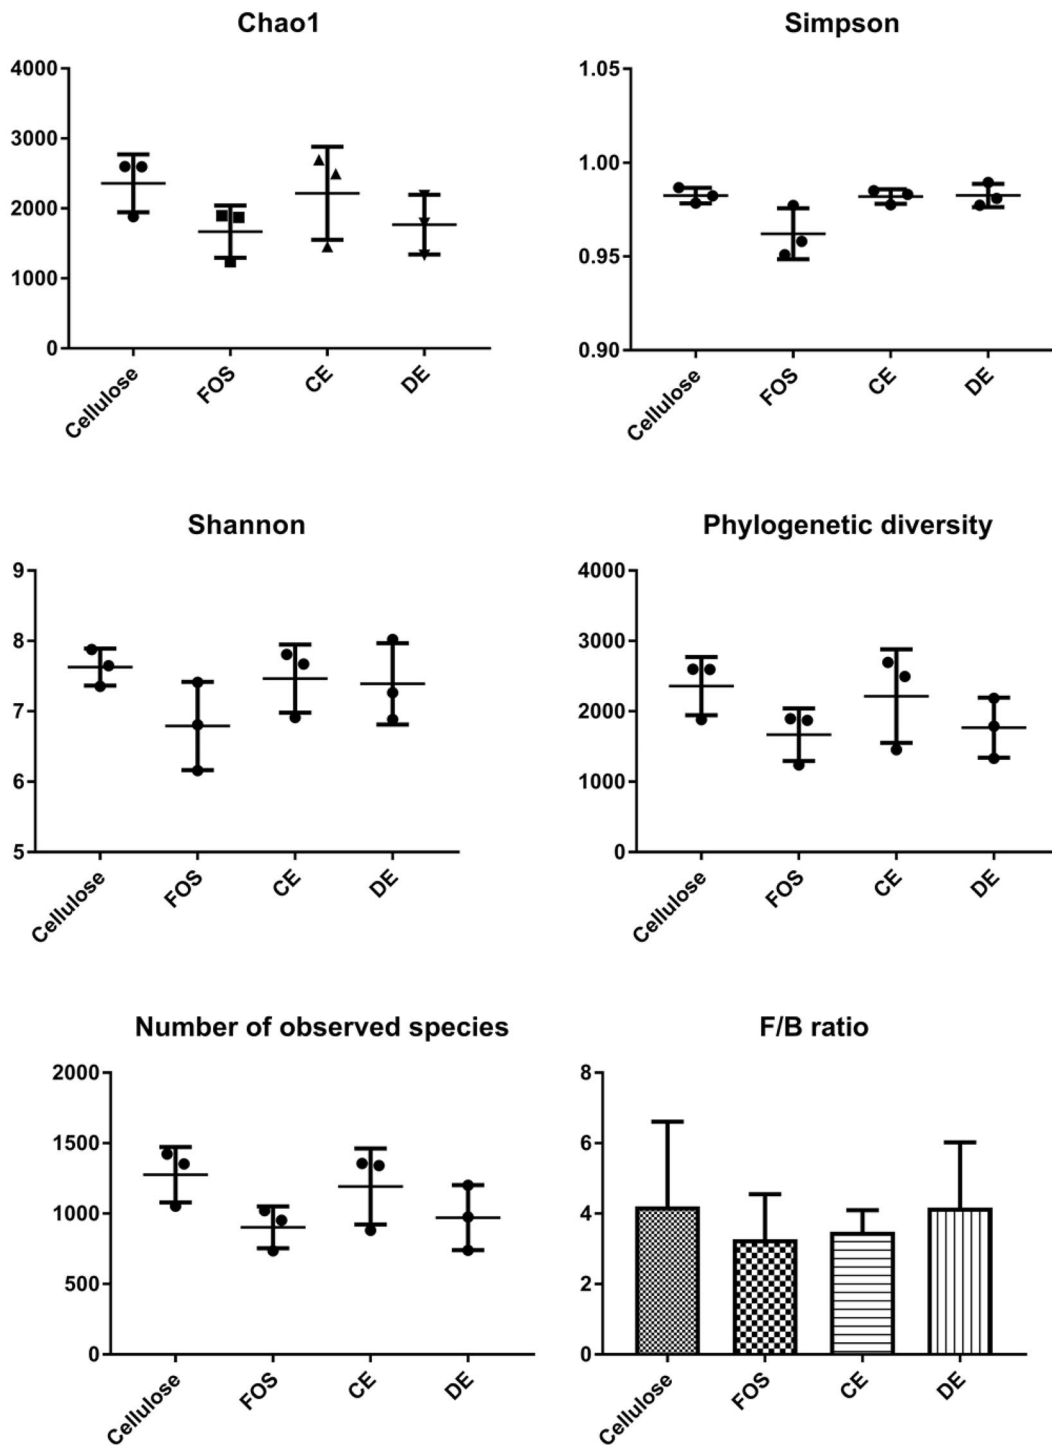 Chao1
4000
3000
2000
1000
0
Cellulose
FOS
CE
DE
Simpson
1.05
1.00
0.95
0.90
Cellulose
FOS
CE
DE
Shannon
9
8
7
6
5
Cellulose
FOS
CE
DE
Phylogenetic diversity
4000
3000
2000
1000
0
Cellulose
FOS
CE
DE
Number of observed species
2000
1500
1000
500
0
Cellulose
FOS
CE
DE
F/B ratio
8
6
4
2
0
Cellulose
FOS
CE
DE